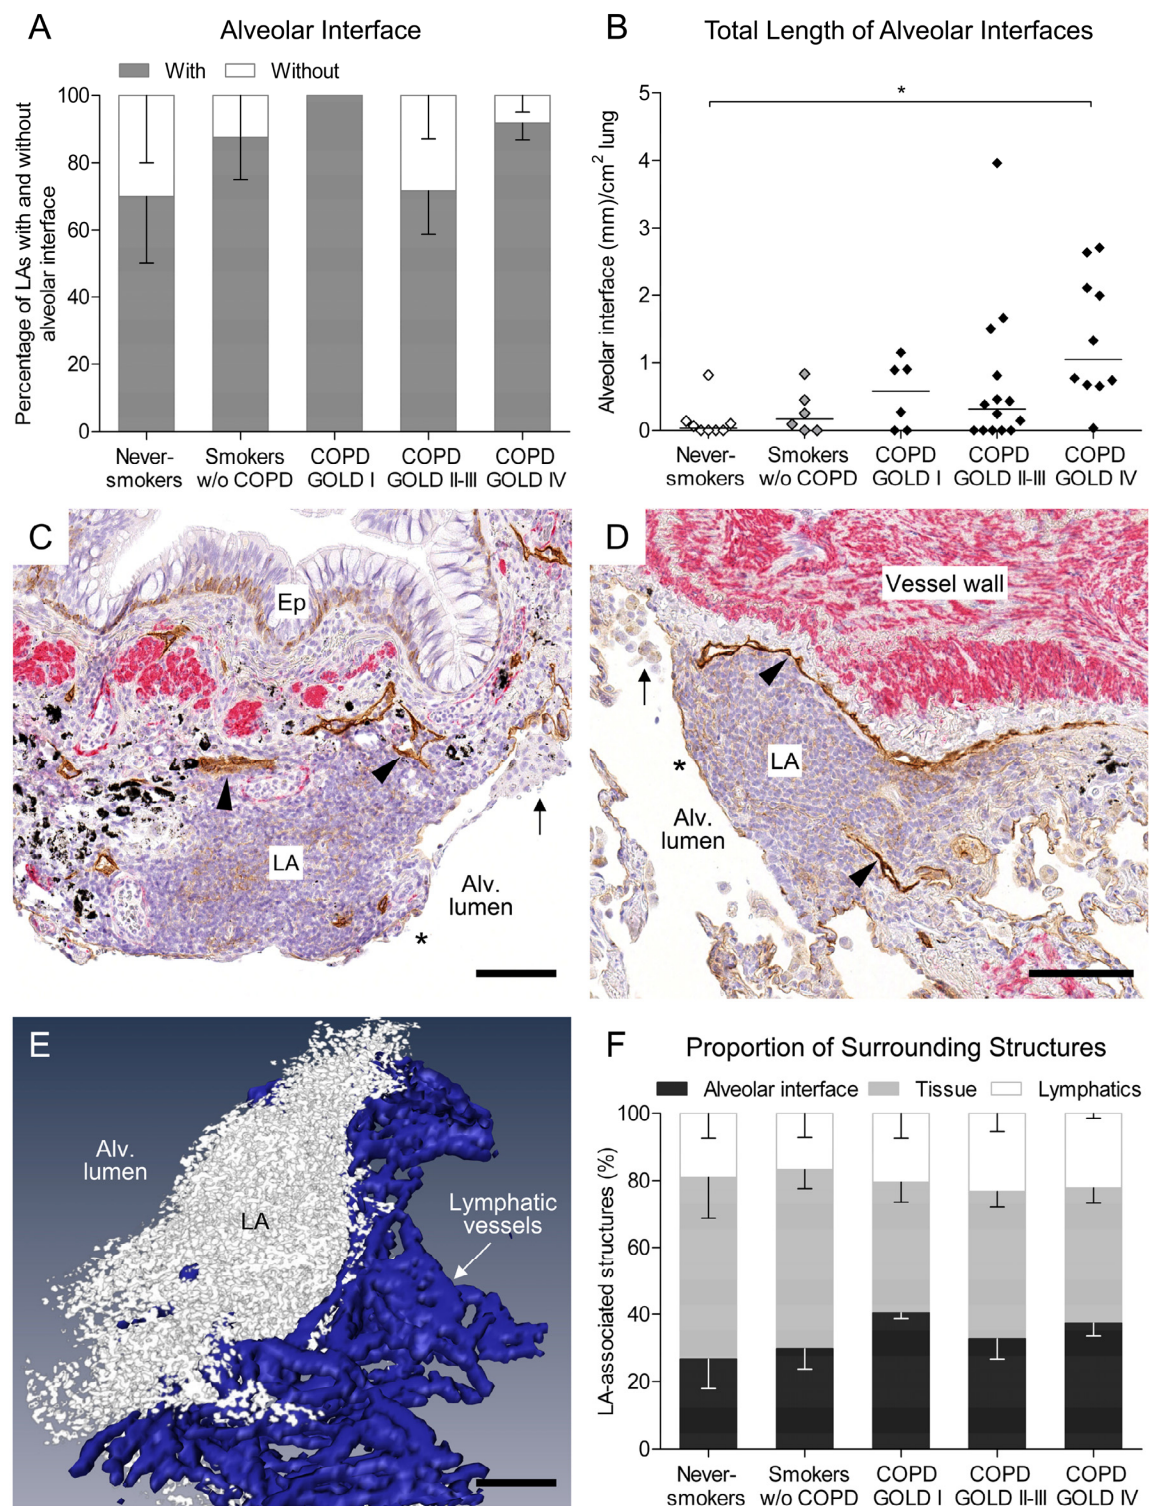 A
Alveolar Interface
With
Without
Percentage of LAs with and without
alveolar interface
100
80
60
40
20
0
Never-
smokers
Smokers
w/o COPD
COPD
GOLD I
COPD
GOLD II-III
COPD
GOLD IV
B
Total Length of Alveolar Interfaces
*
Alveolar interface (mm)/cm² lung
5
4
3
2
1
0
Never-
smokers
Smokers
w/o COPD
COPD
GOLD I
COPD
GOLD II-III
COPD
GOLD IV
C
Ep
LA
Alv.
lumen
*
D
Vessel wall
LA
*
Alv.
lumen
E
Alv.
lumen
LA
Lymphatic
vessels
F
Proportion of Surrounding Structures
Alveolar interface
Tissue
Lymphatics
LA-associated structures (%)
100
80
60
40
20
0
Never-
smokers
Smokers
w/o COPD
COPD
GOLD I
COPD
GOLD II-III
COPD
GOLD IV